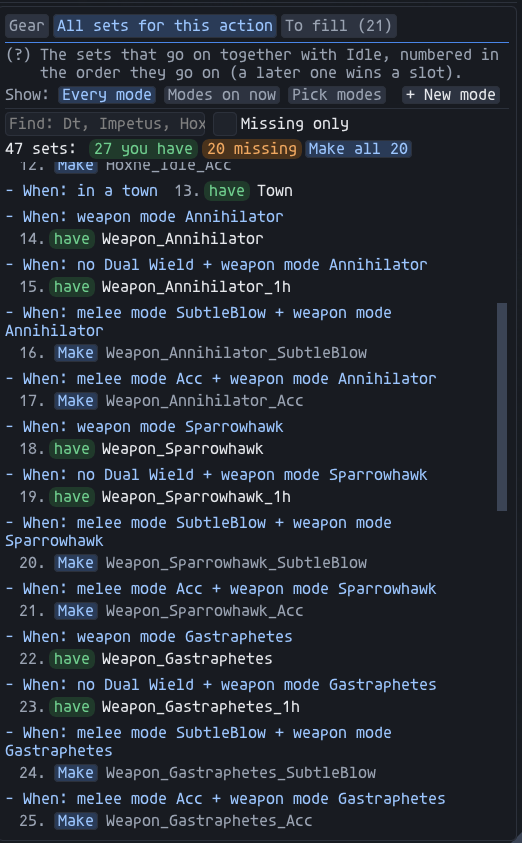 Gear All sets for this action To fill (21)
(?) The sets that go on together with Idle, numbered in
the order they go on (a later one wins a slot).
Show: Every mode Modes on now Pick modes + New mode
Find: Dt, Impetus, Hox Missing only
47 sets: 27 you have 20 missing Make all 20
12. Make Hoxne_Idle_Acc
- When: in a town 13. have Town
- When: weapon mode Annihilator
14. have Weapon_Annihilator
- When: no Dual Wield + weapon mode Annihilator
15. have Weapon_Annihilator_1h
- When: melee mode SubtleBlow + weapon mode
Annihilator
16. Make Weapon_Annihilator_SubtleBlow
- When: melee mode Acc + weapon mode Annihilator
17. Make Weapon_Annihilator_Acc
- When: weapon mode Sparrowhawk
18. have Weapon_Sparrowhawk
- When: no Dual Wield + weapon mode Sparrowhawk
19. have Weapon_Sparrowhawk_1h
- When: melee mode SubtleBlow + weapon mode
Sparrowhawk
20. Make Weapon_Sparrowhawk_SubtleBlow
- When: melee mode Acc + weapon mode Sparrowhawk
21. Make Weapon_Sparrowhawk_Acc
- When: weapon mode Gastraphetes
22. have Weapon_Gastraphetes
- When: no Dual Wield + weapon mode Gastraphetes
23. have Weapon_Gastraphetes_1h
- When: melee mode SubtleBlow + weapon mode
Gastraphetes
24. Make Weapon_Gastraphetes_SubtleBlow
- When: melee mode Acc + weapon mode Gastraphetes
25. Make Weapon_Gastraphetes_Acc